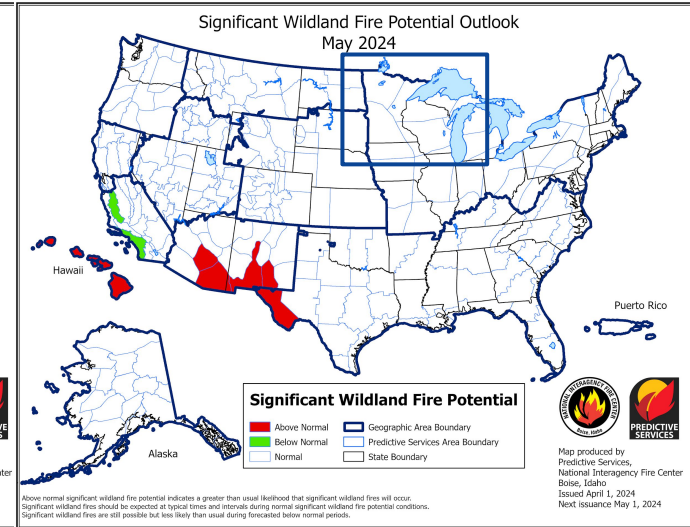 Significant Wildland Fire Potential Outlook
May 2024
Hawaii
Puerto Rico
Alaska
Significant Wildland Fire Potential
Above Normal
Below Normal
Normal
Geographic Area Boundary
Predictive Services Area Boundary
State Boundary
NATIONAL INTERAGENCY FIRE CENTER
Boise, Idaho
PREDICTIVE
SERVICES
Map produced by
Predictive Services,
National Interagency Fire Center
Boise, Idaho
Issued April 1, 2024
Next issuance May 1, 2024
Above normal significant wildland fire potential indicates a greater than usual likelihood that significant wildland fires will occur.
Significant wildland fires should be expected at typical times and intervals during normal significant wildland fire potential conditions.
Significant wildland fires are still possible but less likely than usual during forecasted below normal periods.
VE
S
nter